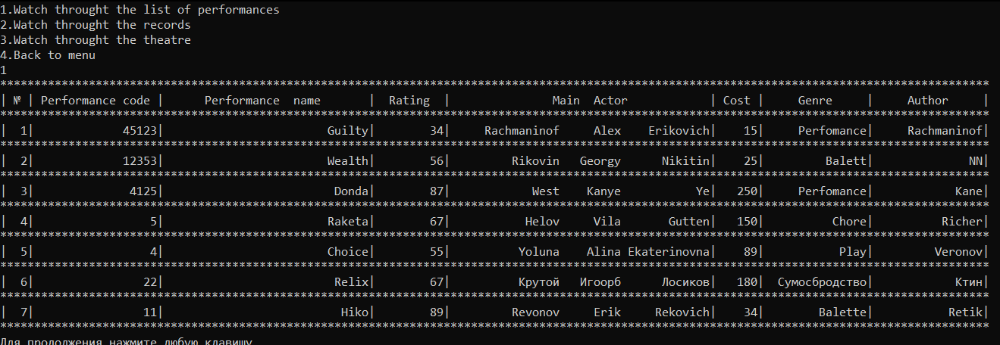 1.Watch throught the list of performances
2.Watch throught the records
3.Watch throught the theatre
4.Back to menu
1
*************************************************************************************************************************************************
| № | Performance code | Performance name | Rating | Main Actor | Cost | Genre | Author |
*************************************************************************************************************************************************
| 1| 45123| Guilty| 34| Rachmaninof Alex Erikovich| 15| Perfomance| Rachmaninof|
*************************************************************************************************************************************************
| 2| 12353| Wealth| 56| Rikovin Georgy Nikitin| 25| Balett| NN|
*************************************************************************************************************************************************
| 3| 4125| Donda| 87| West Kanye Ye| 250| Perfomance| Kane|
*************************************************************************************************************************************************
| 4| 5| Raketa| 67| Helov Vila Gutten| 150| Chore| Richer|
*************************************************************************************************************************************************
| 5| 4| Choice| 55| Yoluna Alina Ekaterinovna| 89| Play| Veronov|
*************************************************************************************************************************************************
| 6| 22| Relix| 67| Крутой Игоорб Лосиков| 180| Сумосбродство| Ктин|
*************************************************************************************************************************************************
| 7| 11| Hiko| 89| Revonov Erik Rekovich| 34| Balette| Retik|
*************************************************************************************************************************************************
Для продолжения нажмите любую клавишу